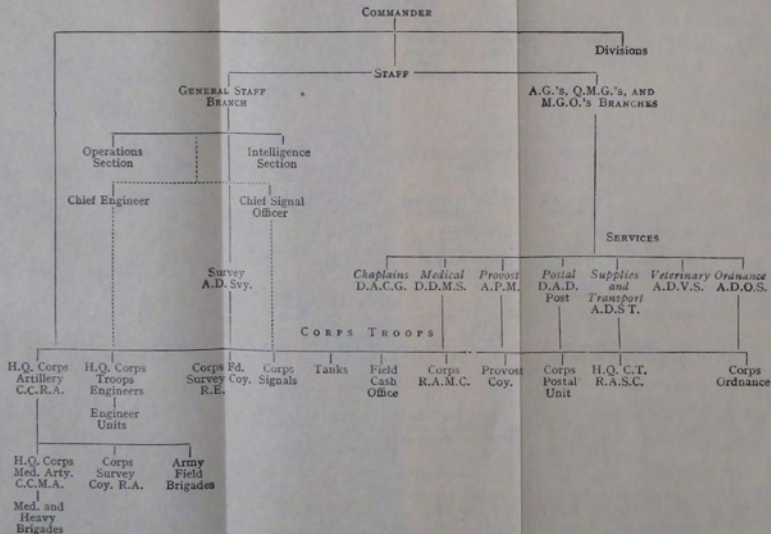 COMMANDER
Divisions
STAFF
GENERAL STAFF
BRANCH
A.G.'s, Q.M.G.'s, AND
M.G.O.'s BRANCHES
Operations
Section
Intelligence
Section
Chief Engineer
Chief Signal
Officer
SERVICES
Survey
A.D. Svy.
Chaplains
D.A.C.G.
Medical
D.D.M.S.
Provost
A.P.M.
Postal
D.A.D.
Post
Supplies
and
Transport
A.D.S T.
Veterinary
A.D.V.S.
Ordnance
A.D.O.S.
CORPS TROOPS
H.Q. Corps
Artillery
C.C.R.A.
H.Q. Corps
Troops
Engineers
Engineer
Units
Corps Fd.
Survey Coy.
R.E.
Corps
Signals
Tanks
Field
Cash
Office
Corps
R.A.M.C.
Provost
Coy.
Corps
Postal
Unit
H.Q. C.T.
R.A.S.C.
Corps
Ordnance
H.Q. Corps
Med. Arty.
C.C.M.A.
Corps
Survey
Coy. R.A.
Army
Field
Brigades
Med. and
Heavy
Brigades